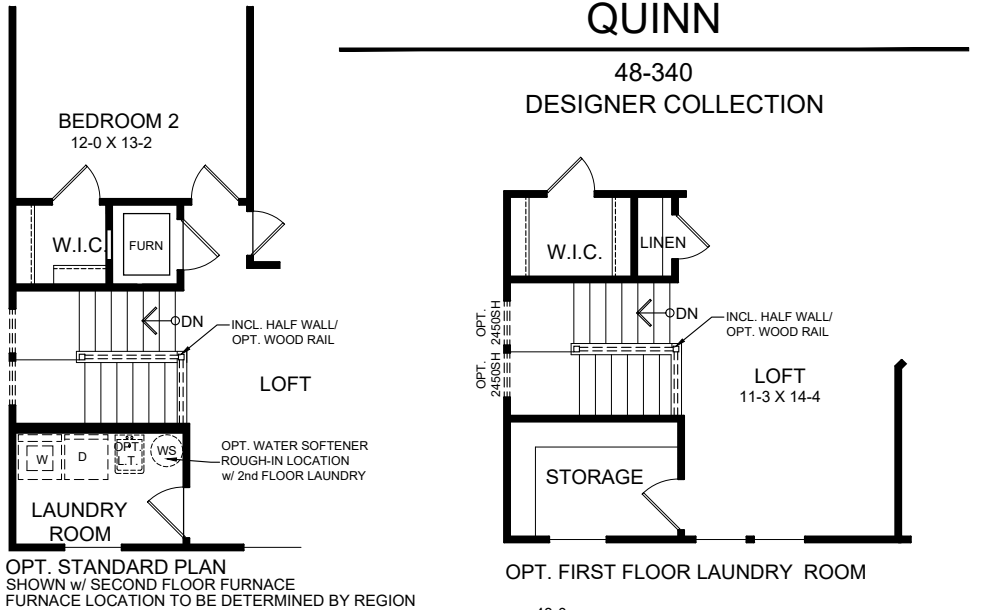 QUINN
48-340
DESIGNER COLLECTION
BEDROOM 2
12-0 X 13-2
W.I.C.
FURN
DN
INCL. HALF WALL/
OPT. WOOD RAIL
LOFT
W
D
OPT.
L.T.
WS
OPT. WATER SOFTENER
ROUGH-IN LOCATION
w/ 2nd FLOOR LAUNDRY
LAUNDRY
ROOM
OPT. STANDARD PLAN
SHOWN w/ SECOND FLOOR FURNACE
FURNACE LOCATION TO BE DETERMINED BY REGION
W.I.C.
LINEN
OPT.
2450SH
OPT.
2450SH
DN
INCL. HALF WALL/
OPT. WOOD RAIL
LOFT
11-3 X 14-4
STORAGE
OPT. FIRST FLOOR LAUNDRY ROOM